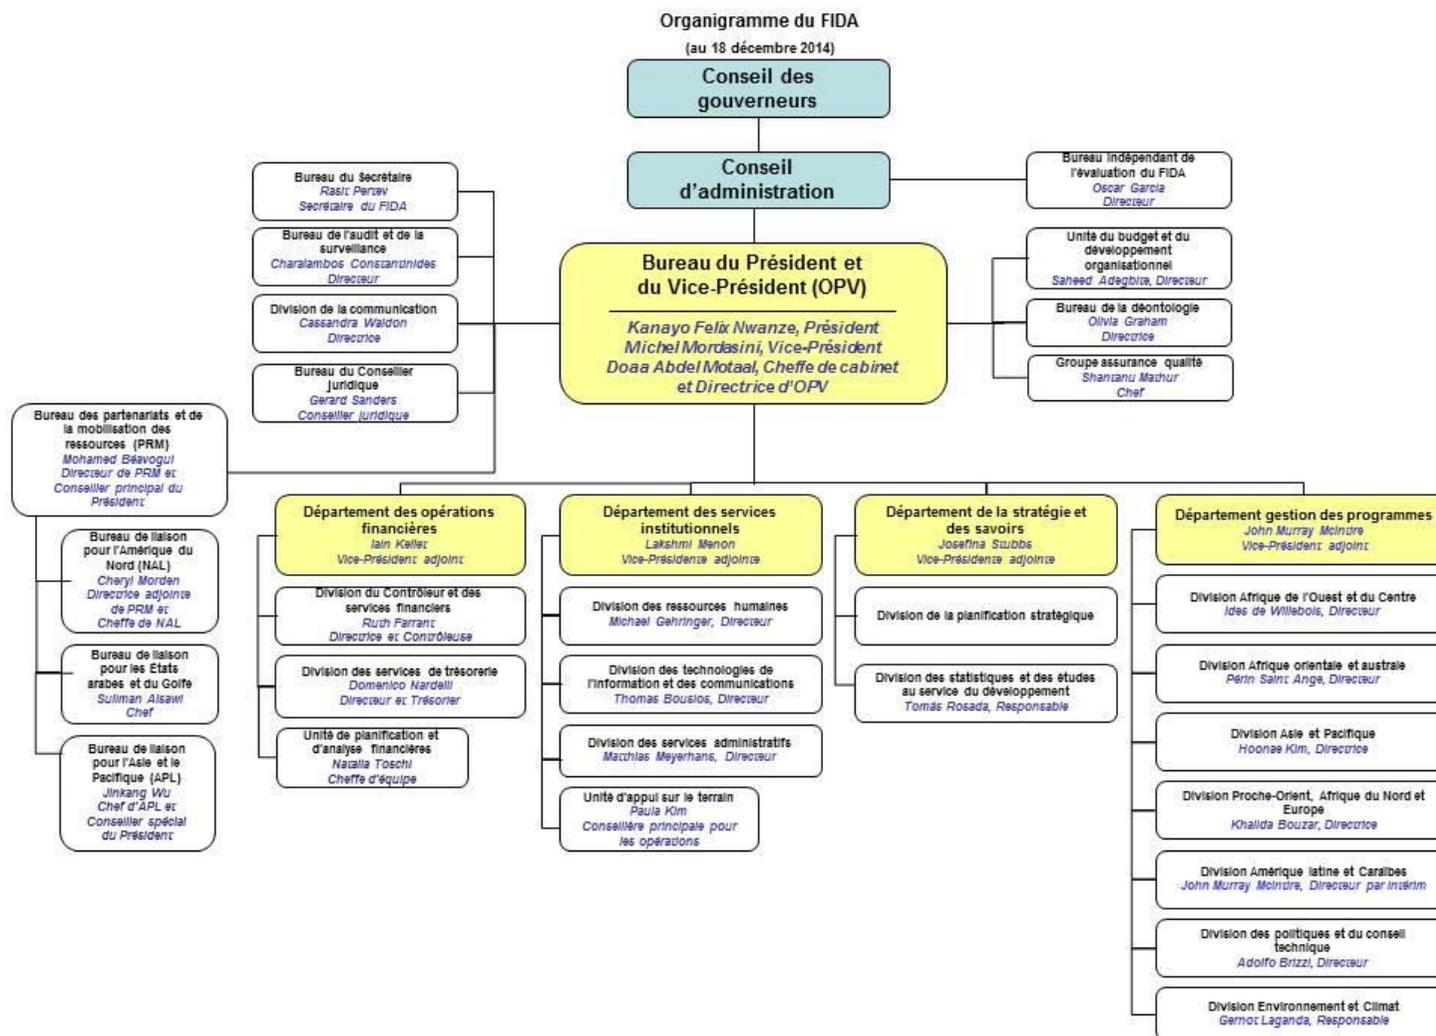 Organigramme du FIDA
(au 18 décembre 2014)
Conseil des
gouverneurs
Conseil
d'administration
Bureau indépendant de
l'évaluation du FIDA
Oscar Garcia
Directeur
Bureau du Secrétaire
Rasit Pertev
Secrétaire du FIDA
Bureau de l'audit et de la
surveillance
Charalambos Constantinides
Directeur
Division de la communication
Cassandra Waldon
Directrice
Bureau du Conseiller
juridique
Gerard Sanders
Conseiller juridique
Bureau du Président et
du Vice-Président (OPV)
Kanayo Felix Nwanze, Président
Michel Mordasini, Vice-Président
Doaa Abdel Motaal, Cheffe de cabinet
et Directrice d'OPV
Unité du budget et du
développement
organisationnel
Saheed Adegbite, Directeur
Bureau de la déontologie
Olivia Graham
Directrice
Groupe assurance qualité
Shantanu Mathur
Chef
Bureau des partenariats et de
la mobilisation des
ressources (PRM)
Mohamed Béavogui
Directeur de PRM et
Conseiller principal du
Président
Bureau de liaison
pour l'Amérique du
Nord (NAL)
Cheryl Morden
Directrice adjointe
de PRM et
Cheffe de NAL
Bureau de liaison
pour les États
arabes et du Golfe
Suliman Alsawi
Chef
Bureau de liaison
pour l'Asie et le
Pacifique (APL)
Jinkang Wu
Chef d'APL et
Conseiller spécial
du Président
Département des opérations
financières
Iain Kellet
Vice-Président adjoint
Division du Contrôleur et des
services financiers
Ruth Farrant
Directrice et Contrôleuse
Division des services de trésorerie
Domenico Nardelli
Directeur et Trésorier
Unité de planification et
d'analyse financières
Natalia Toschi
Cheffe d'équipe
Département des services
institutionnels
Lakshmi Menon
Vice-Présidente adjointe
Division des ressources humaines
Michael Gehringer, Directeur
Division des technologies de
l'information et des communications
Thomas Bousios, Directeur
Division des services administratifs
Matthias Meyerhans, Directeur
Unité d'appui sur le terrain
Paula Kim
Conseillère principale pour
les opérations
Département de la stratégie et
des savoirs
Josefina Stubbs
Vice-Présidente adjointe
Division de la planification stratégique
Division des statistiques et des études
au service du développement
Tomás Rosada, Responsable
Département gestion des programmes
John Murray McIntire
Vice-Président adjoint
Division Afrique de l'Ouest et du Centre
Ides de Willebois, Directeur
Division Afrique orientale et australe
Périn Saint Ange, Directeur
Division Asie et Pacifique
Hoonae Kim, Directrice
Division Proche-Orient, Afrique du Nord et
Europe
Khalida Bouzar, Directrice
Division Amérique latine et Caraïbes
John Murray McIntire, Directeur par intérim
Division des politiques et du conseil
technique
Adolfo Brizzi, Directeur
Division Environnement et Climat
Gernot Laganda, Responsable